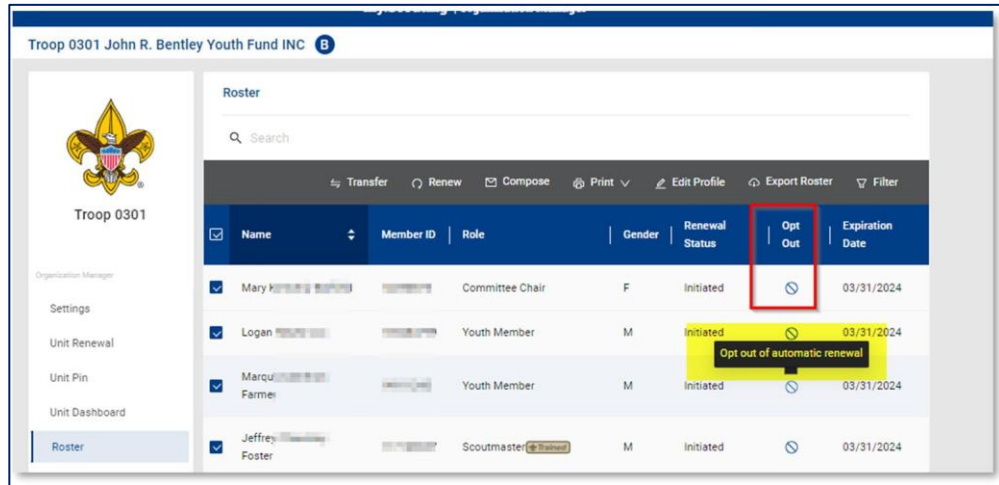 Troop 0301 John R. Bentley Youth Fund INC B
Roster
Search
Troop 0301
Transfer Renew Compose Print Edit Profile Export Roster Filter
Name Member ID Role Gender Renewal Status Opt Out Expiration Date
Organization Manager
Settings
Unit Renewal
Unit Pin
Unit Dashboard
Roster
Mary Committee Chair F Initiated 03/31/2024
Logan Youth Member M Initiated 03/31/2024
Opt out of automatic renewal
Youth Member M Initiated 03/31/2024
Jeffrey Foster Scoutmaster Trained M Initiated 03/31/2024